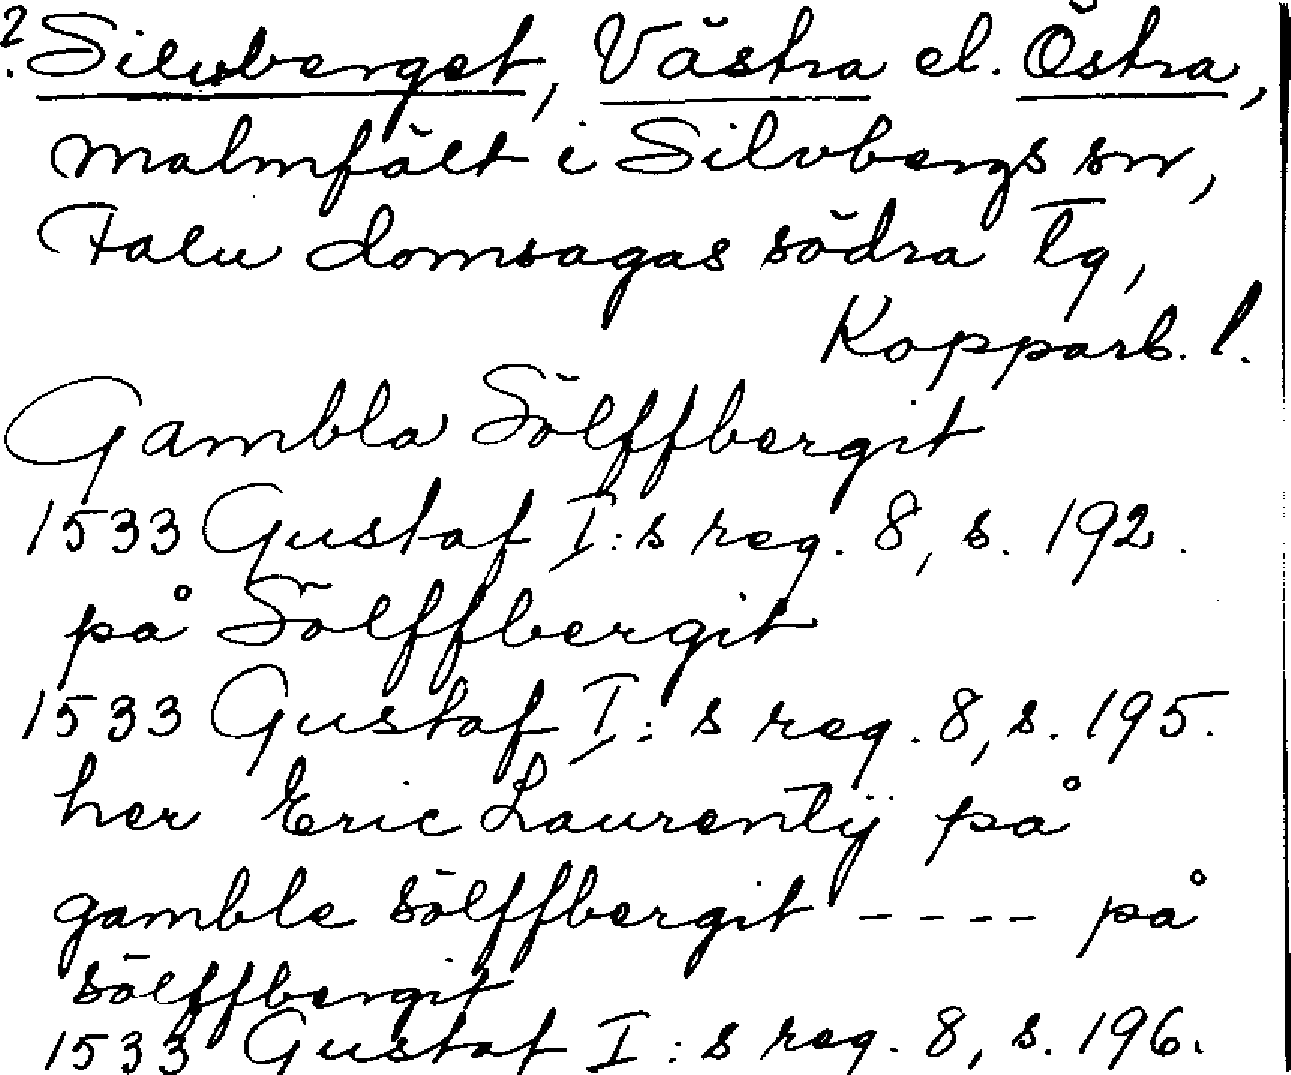 ? Silvberget, Västra el. Östra,
malmfält i Silvbergs sn,
Falu domsagas södra tg,
Kopparb. l.
Gambla Sölffbergit
1533 Gustaf I:s reg. 8, s. 192.
på Sölffbergit
1533 Gustaf I:s reg. 8, s. 195.
her Eric Laurentij på
gamble sölffbergit ---- på
sölffbergit
1533 Gustaf I:s reg. 8, s. 196.